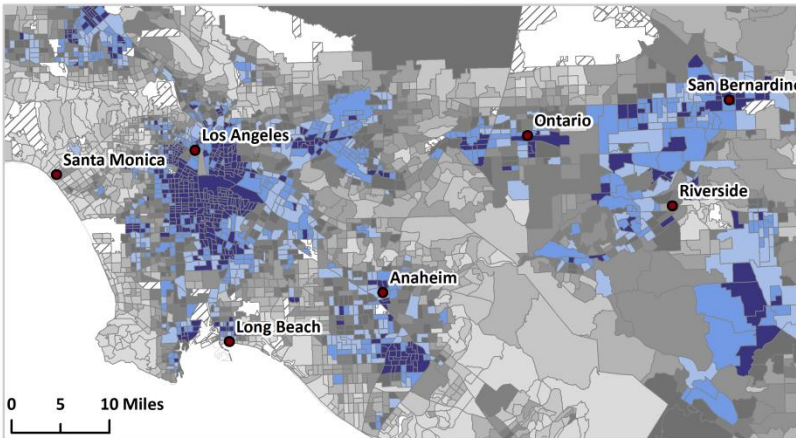 San Bernardino
Ontario
Los Angeles
Santa Monica
Riverside
Anaheim
Long Beach
0 5 10 Miles